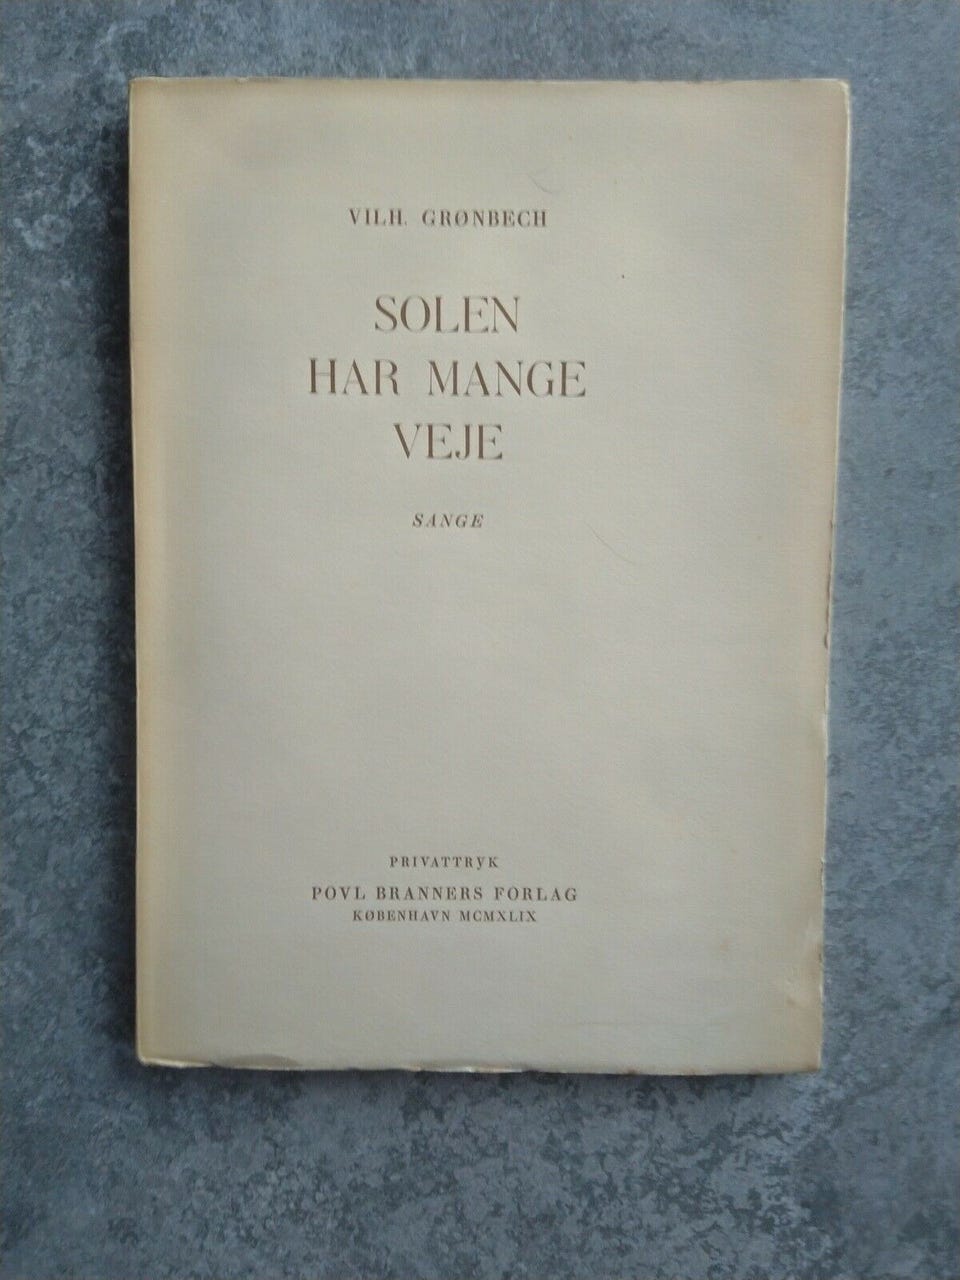 VILH. GRØNBECH
SOLEN
HAR MANGE
VEJE
SANGE
PRIVATTRYK
POVL BRANNERS FORLAG
KØBENHAVN MCMXLIX